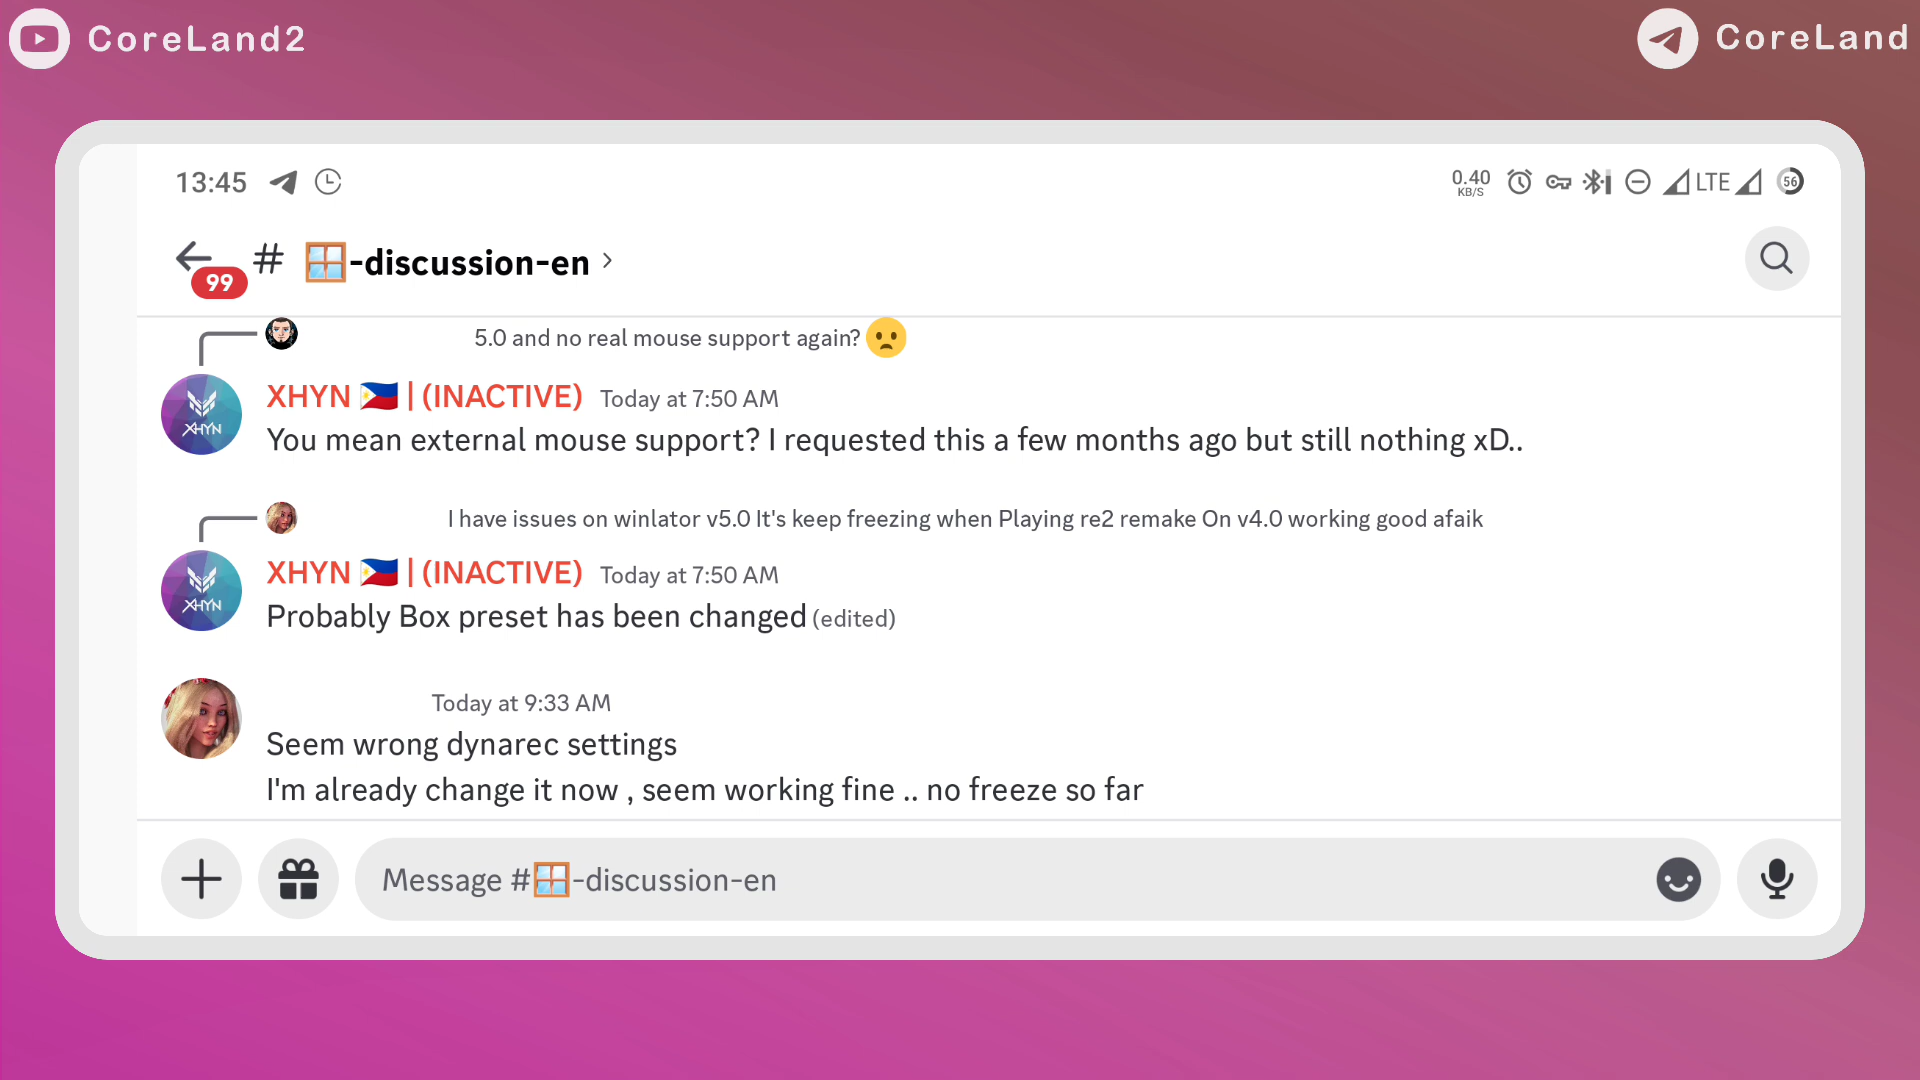 CoreLand2
CoreLand
13:45
0.40
KB/S
LTE
56
99
# 🪟-discussion-en
5.0 and no real mouse support again? 😦
XHYN 🇵🇭 | (INACTIVE) Today at 7:50 AM
You mean external mouse support? I requested this a few months ago but still nothing xD..
XHYN
I have issues on winlator v5.0 It's keep freezing when Playing re2 remake On v4.0 working good afaik
XHYN 🇵🇭 | (INACTIVE) Today at 7:50 AM
Probably Box preset has been changed (edited)
XHYN
Today at 9:33 AM
Seem wrong dynarec settings
I'm already change it now , seem working fine .. no freeze so far
Message #🪟-discussion-en